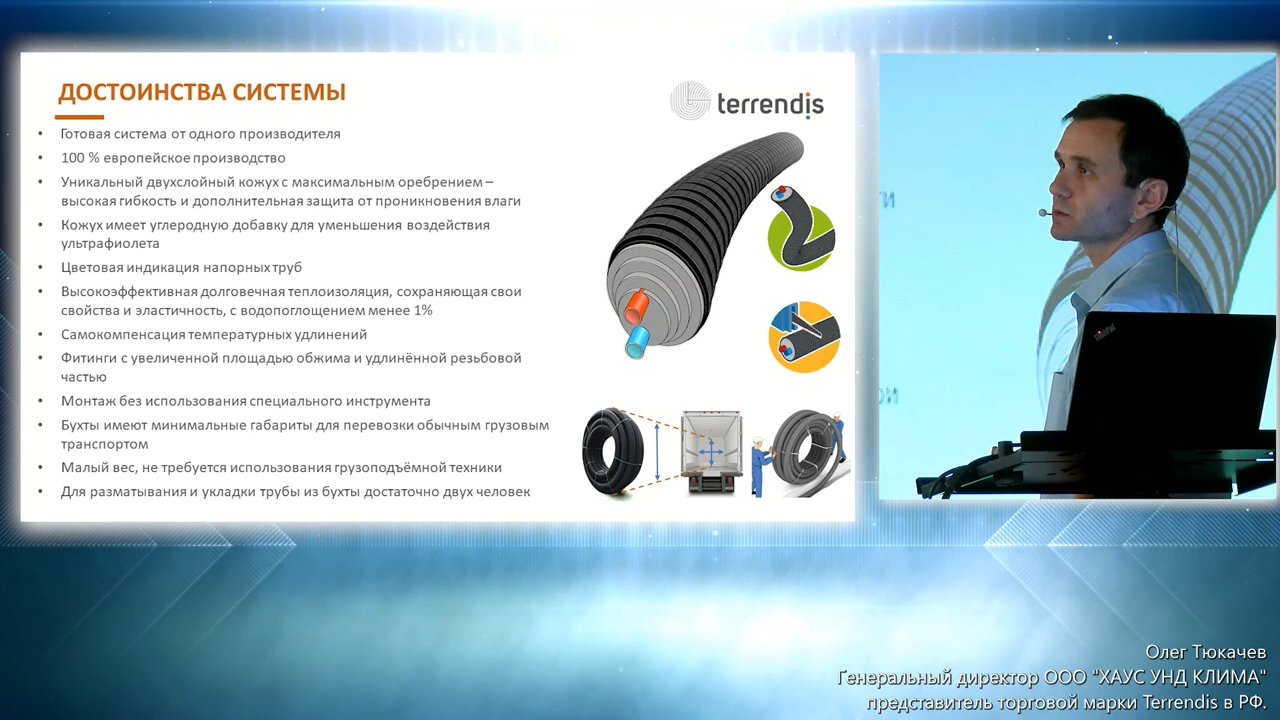 ДОСТОИНСТВА СИСТЕМЫ
terrendis
• Готовая система от одного производителя
• 100 % европейское производство
• Уникальный двухслойный кожух с максимальным оребрением –
высокая гибкость и дополнительная защита от проникновения влаги
• Кожух имеет углеродную добавку для уменьшения воздействия
ультрафиолета
• Цветовая индикация напорных труб
• Высокоэффективная долговечная теплоизоляция, сохраняющая свои
свойства и эластичность, с водопоглощением менее 1%
• Самокомпенсация температурных удлинений
• Фитинги с увеличенной площадью обжима и удлинённой резьбовой
частью
• Монтаж без использования специального инструмента
• Бухты имеют минимальные габариты для перевозки обычным грузовым
транспортом
• Малый вес, не требуется использования грузоподъёмной техники
• Для разматывания и укладки трубы из бухты достаточно двух человек
ThinkPad
Олег Тюкачев
Генеральный директор ООО "ХАУС УНД КЛИМА"
представитель торговой марки Terrendis в РФ.